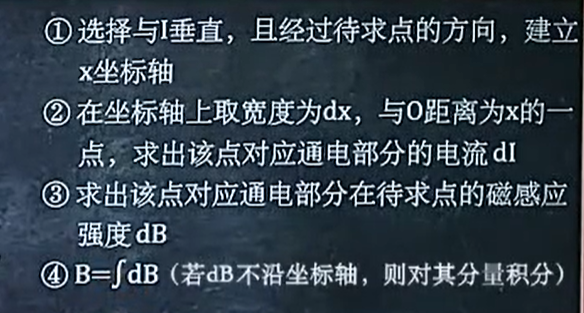 ① 选择与I垂直，且经过待求点的方向，建立
x坐标轴
② 在坐标轴上取宽度为dx，与O距离为x的一
点，求出该点对应通电部分的电流dI
③ 求出该点对应通电部分在待求点的磁感应
强度dB
④ B=∫dB（若dB不沿坐标轴，则对其分量积分）